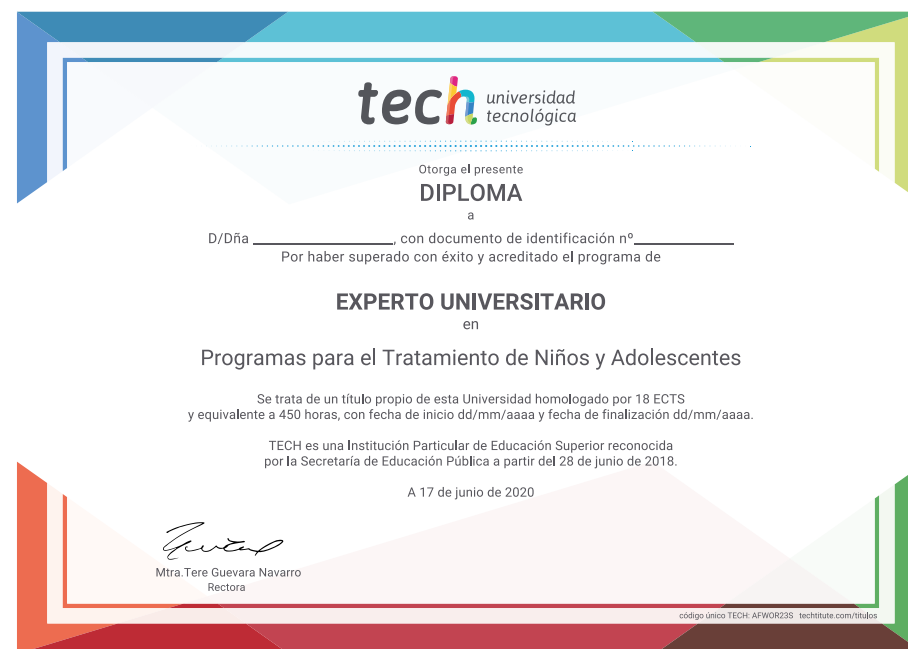 tech universidad
tecnológica
Otorga el presente
DIPLOMA
a
D/Dña ____________, con documento de identificación nº____________
Por haber superado con éxito y acreditado el programa de
EXPERTO UNIVERSITARIO
en
Programas para el Tratamiento de Niños y Adolescentes
Se trata de un título propio de esta Universidad homologado por 18 ECTS
y equivalente a 450 horas, con fecha de inicio dd/mm/aaaa y fecha de finalización dd/mm/aaaa.
TECH es una Institución Particular de Educación Superior reconocida
por la Secretaría de Educación Pública a partir del 28 de junio de 2018.
A 17 de junio de 2020
Mtra.Tere Guevara Navarro
Rectora
código único TECH: AFWOR23S techtitute.com/titulos